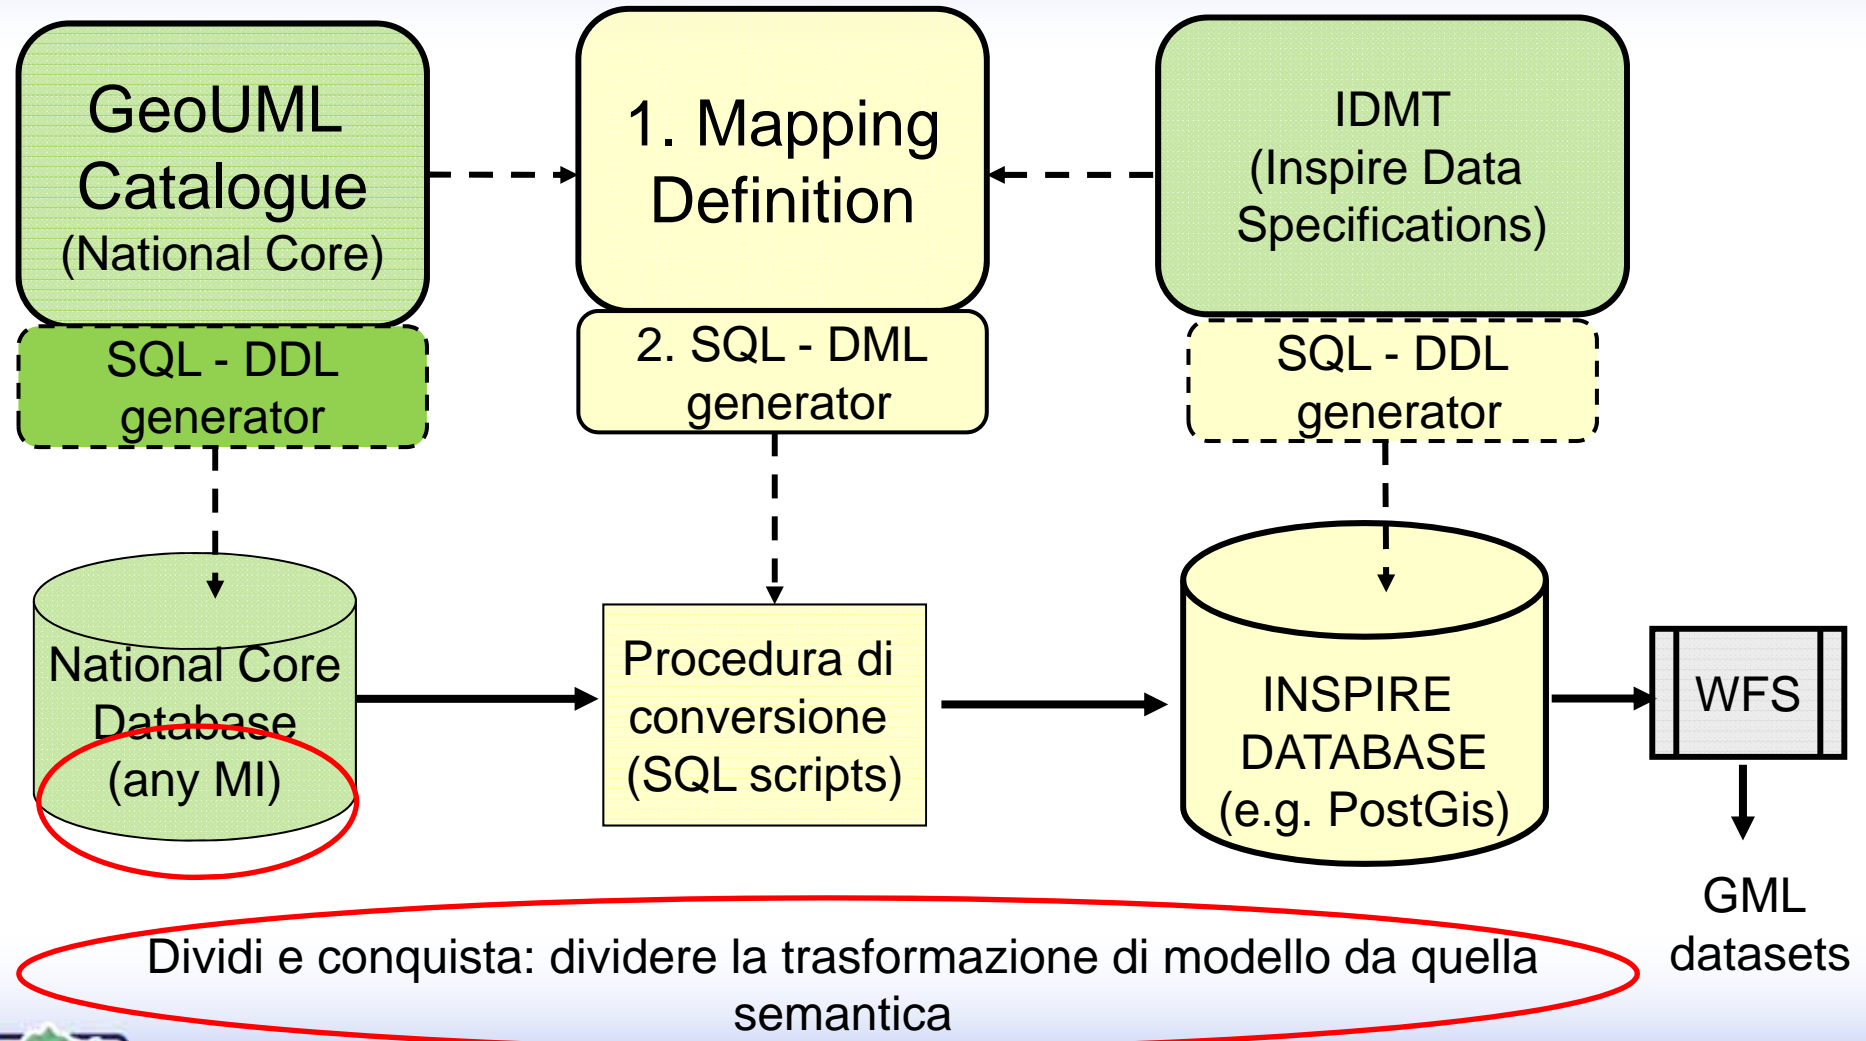 GeoUML
Catalogue
(National Core)
SQL - DDL
generator
1. Mapping
Definition
2. SQL - DML
generator
IDMT
(Inspire Data
Specifications)
SQL - DDL
generator
National Core
Database
(any MI)
Procedura di
conversione
(SQL scripts)
INSPIRE
DATABASE
(e.g. PostGis)
WFS
GML
datasets
Dividi e conquista: dividere la trasformazione di modello da quella
semantica